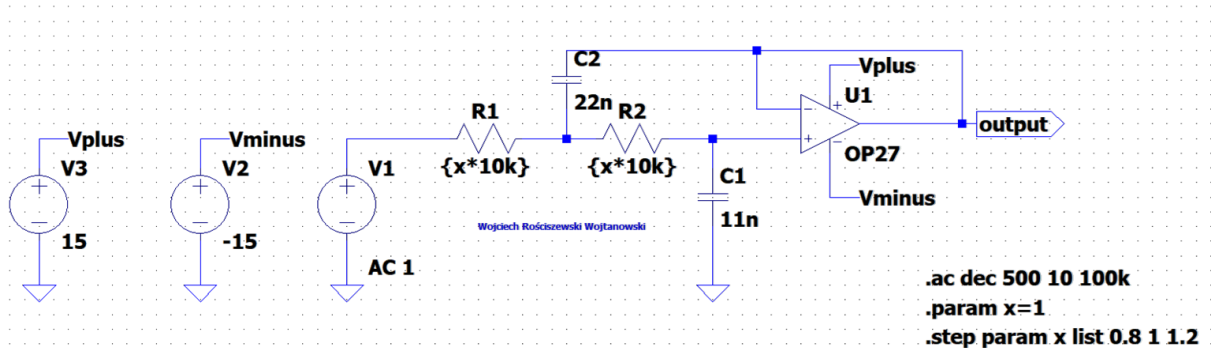 C2
Vplus
22n
U1
R1
R2
output
Vplus
Vminus
V3
V2
V1
{x*10k}
{x*10k}
OP27
C1
Vminus
11n
Wojciech Rościszewski Wojtanowski
15
-15
AC 1
.ac dec 500 10 100k
.param x=1
.step param x list 0.8 1 1.2